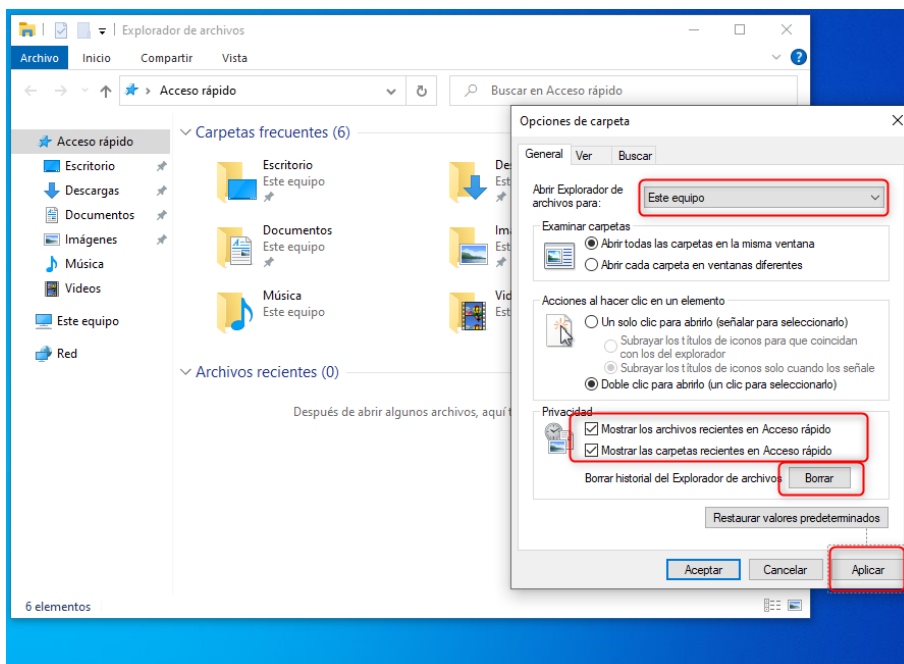 Explorador de archivos
Archivo Inicio Compartir Vista
Acceso rápido
Buscar en Acceso rápido
Acceso rápido
Escritorio
Descargas
Documentos
Imágenes
Música
Videos
Este equipo
Red
Carpetas frecuentes (6)
Escritorio
Este equipo
Documentos
Este equipo
Música
Este equipo
Archivos recientes (0)
Después de abrir algunos archivos, aquí
6 elementos
Opciones de carpeta
General Ver Buscar
Abrir Explorador de
archivos para:
Este equipo
Examinar carpetas
Abrir todas las carpetas en la misma ventana
Abrir cada carpeta en ventanas diferentes
Acciones al hacer clic en un elemento
Un solo clic para abrirlo (señalar para seleccionarlo)
Subrayar los títulos de iconos para que coincidan
con los del explorador
Subrayar los títulos de iconos solo cuando los señale
Doble clic para abrirlo (un clic para seleccionarlo)
Privacidad
Mostrar los archivos recientes en Acceso rápido
Mostrar las carpetas recientes en Acceso rápido
Borrar historial del Explorador de archivos Borrar
Restaurar valores predeterminados
Aceptar Cancelar Aplicar